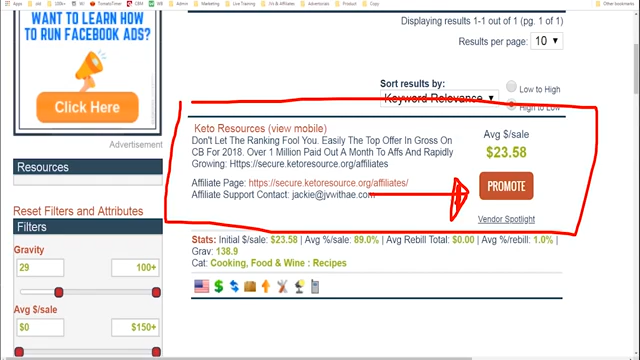 Apps
Admin
Marketing
Live Training
Advertorials
Product
Other bookmarks
WANT TO LEARN HOW
TO RUN FACEBOOK ADS?
Click Here
Advertisement
Resources
Reset Filters and Attributes
Filters
Gravity
29
100+
Avg $/sale
$0
$150+
Displaying results 1-1 out of 1 (pg. 1 of 1)
Results per page: 10
Sort results by:
Keyword Relevance
Low to High
High to Low
Keto Resources (view mobile)
Don't Let The Ranking Fool You. Easily The Top Offer In Gross On
CB For 2018. Over 1 Million Paid Out A Month To Affs And Rapidly
Growing: Https://secure.ketoresource.org/affiliates
Affiliate Page: https://secure.ketoresource.org/affiliates/
Affiliate Support Contact: jackie@jvwithae.com
Avg $/sale
$23.58
PROMOTE
Vendor Spotlight
Stats: Initial $/sale: $23.58 | Avg %/sale: 89.0% | Avg Rebill Total: $0.00 | Avg %/rebill: 1.0% |
Grav: 138.9
Cat: Cooking, Food & Wine : Recipes